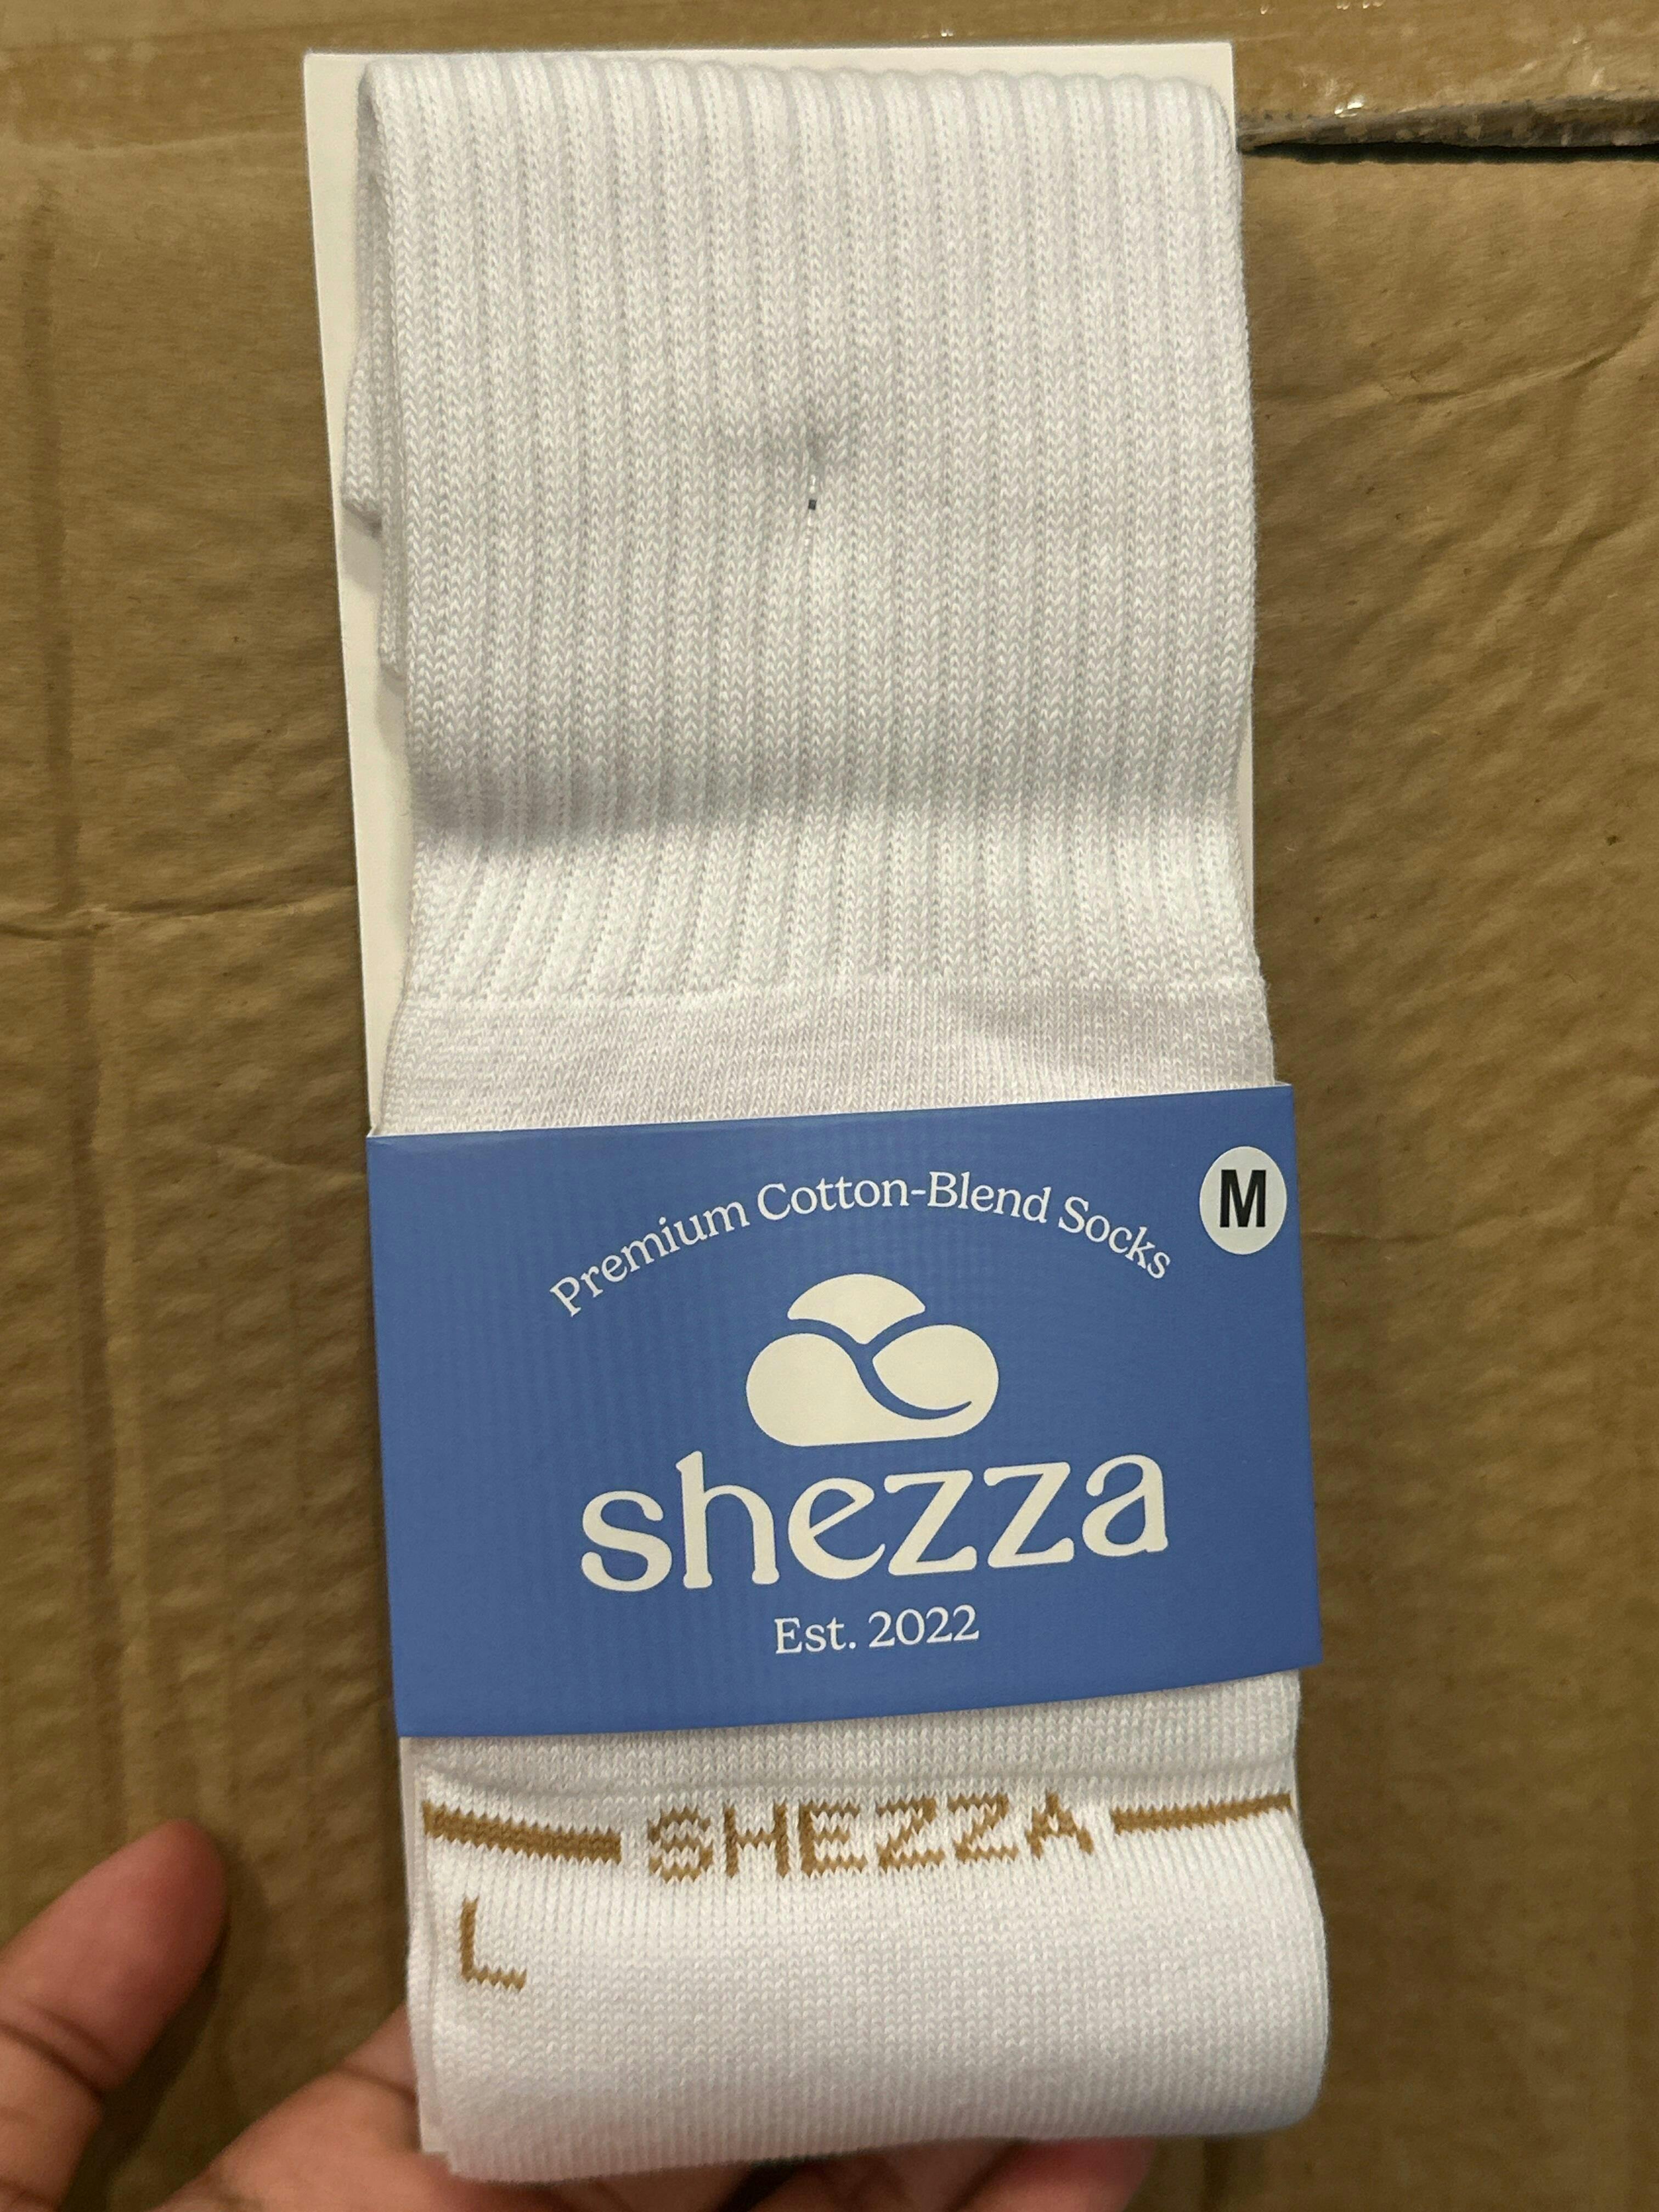 Premium Cotton-Blend Socks
M
shezza
Est. 2022
SHEZZA
L